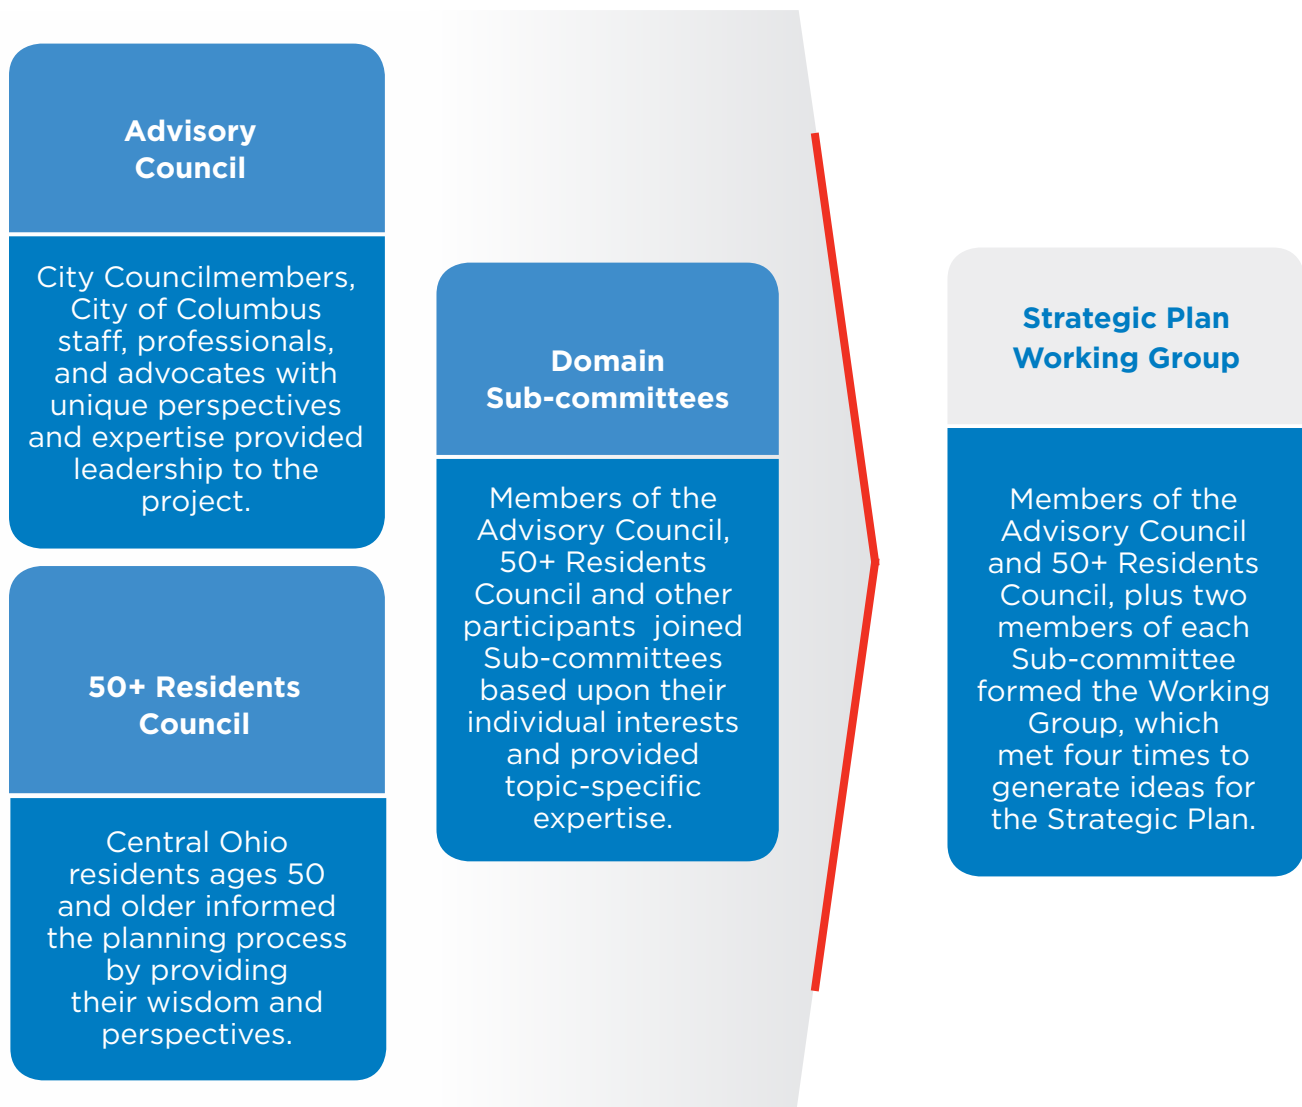 Advisory
Council
City Councilmembers,
City of Columbus
staff, professionals,
and advocates with
unique perspectives
and expertise provided
leadership to the
project.
50+ Residents
Council
Central Ohio
residents ages 50
and older informed
the planning process
by providing
their wisdom and
perspectives.
Domain
Sub-committees
Members of the
Advisory Council,
50+ Residents
Council and other
participants  joined
Sub-committees
based upon their
individual interests
and provided
topic-specific
expertise.
Strategic Plan
Working Group
Members of the
Advisory Council
and 50+ Residents
Council, plus two
members of each
Sub-committee
formed the Working
Group, which
met four times to
generate ideas for
the Strategic Plan.